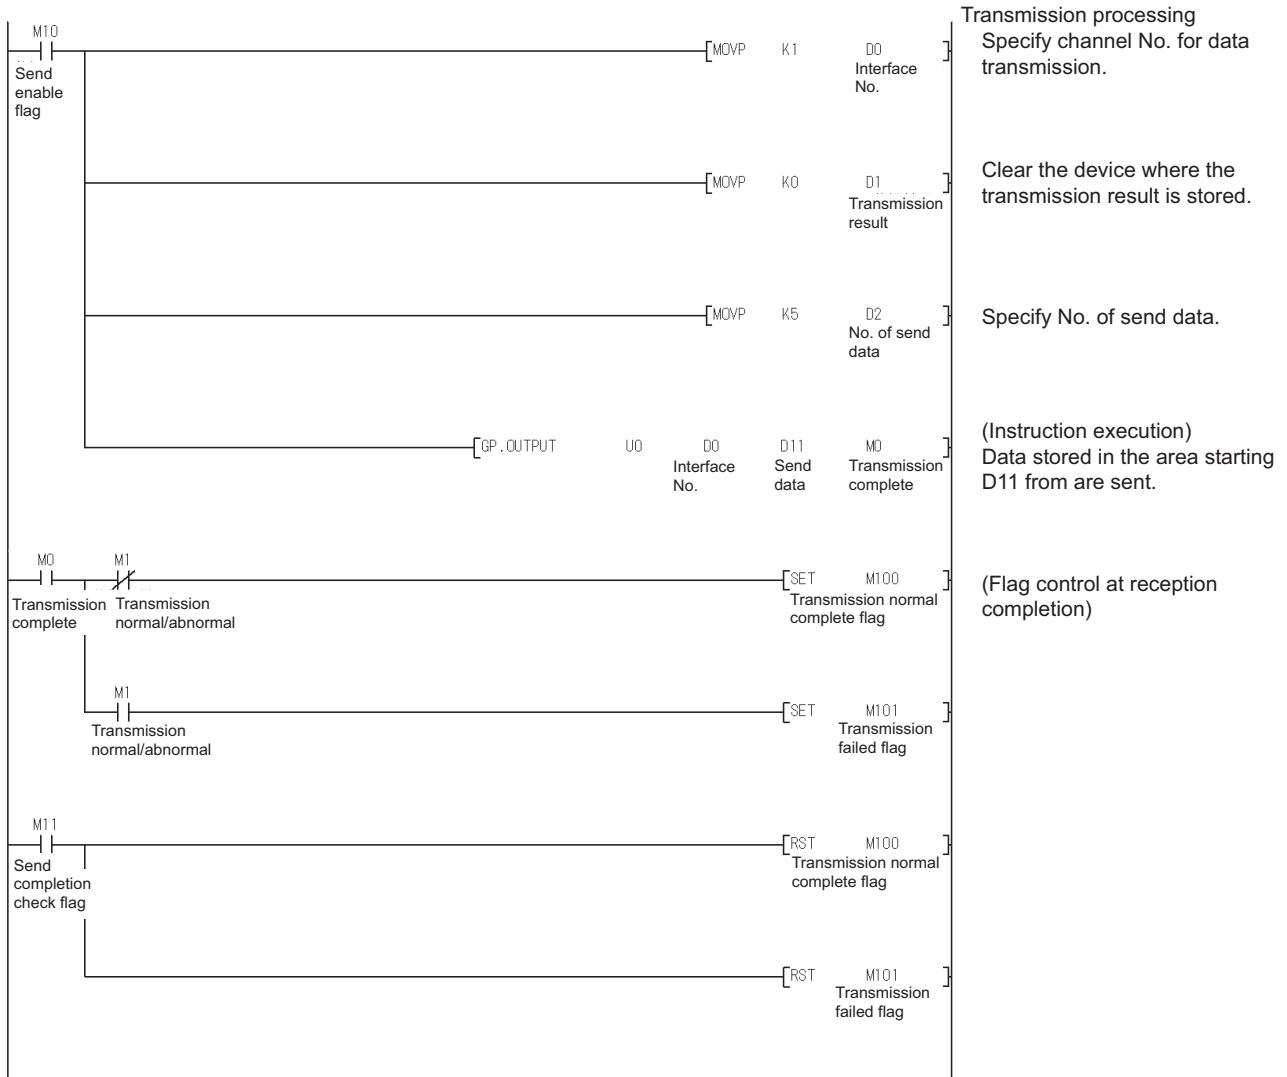 Transmission processing
M10
Send
enable
flag
MOVP K1 D0
Interface
No.
Specify channel No. for data
transmission.
MOVP K0 D1
Transmission
result
Clear the device where the
transmission result is stored.
MOVP K5 D2
No. of send
data
Specify No. of send data.
GP.OUTPUT U0 D0 D11 M0
Interface
No.
Send
data
Transmission
complete
(Instruction execution)
Data stored in the area starting
D11 from are sent.
M0 M1
Transmission
complete
Transmission
normal/abnormal
SET M100
Transmission normal
complete flag
(Flag control at reception
completion)
M1
Transmission
normal/abnormal
SET M101
Transmission
failed flag
M11
Send
completion
check flag
RST M100
Transmission normal
complete flag
RST M101
Transmission
failed flag